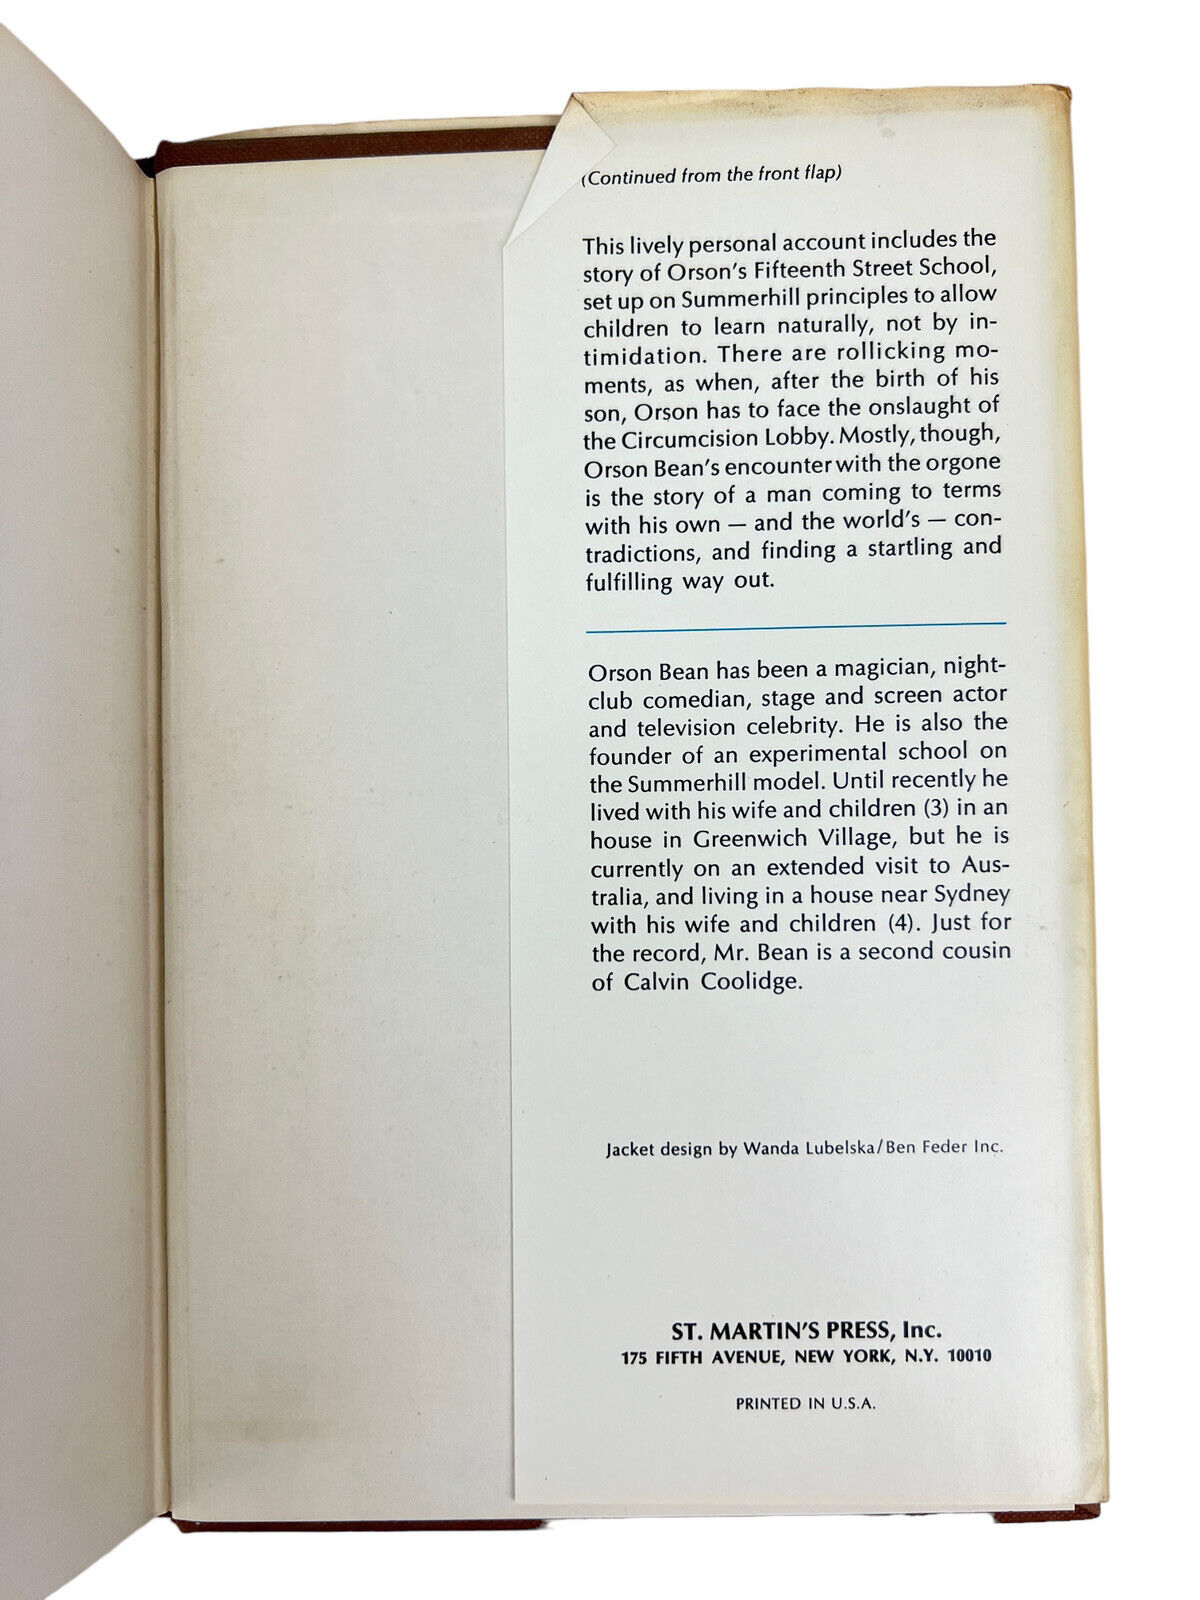 (Continued from the front flap)
This lively personal account includes the
story of Orson's Fifteenth Street School,
set up on Summerhill principles to allow
children to learn naturally, not by in-
timidation. There are rollicking mo-
ments, as when, after the birth of his
son, Orson has to face the onslaught of
the Circumcision Lobby. Mostly, though,
Orson Bean's encounter with the orgone
is the story of a man coming to terms
with his own — and the world's — con-
tradictions, and finding a startling and
fulfilling way out.
Orson Bean has been a magician, night-
club comedian, stage and screen actor
and television celebrity. He is also the
founder of an experimental school on
the Summerhill model. Until recently he
lived with his wife and children (3) in an
house in Greenwich Village, but he is
currently on an extended visit to Aus-
tralia, and living in a house near Sydney
with his wife and children (4). Just for
the record, Mr. Bean is a second cousin
of Calvin Coolidge.
Jacket design by Wanda Lubelska/Ben Feder Inc.
ST. MARTIN'S PRESS, Inc.
175 FIFTH AVENUE, NEW YORK, N.Y. 10010
PRINTED IN U.S.A.